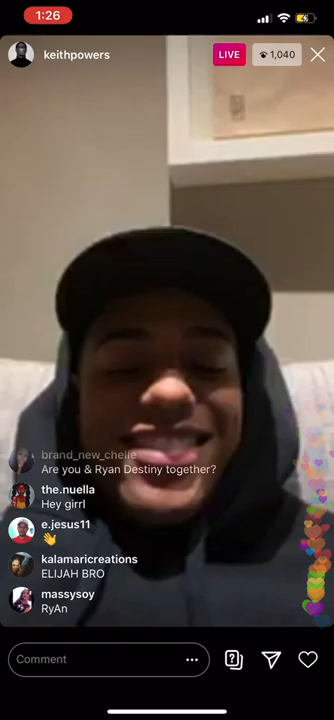 1:26
keithpowers
LIVE
1,040
brand_new_chelle
Are you & Ryan Destiny together?
the.nuella
Hey girrl
e.jesus11
👋
kalamaricreations
ELIJAH BRO
massysoy
RyAn
Comment